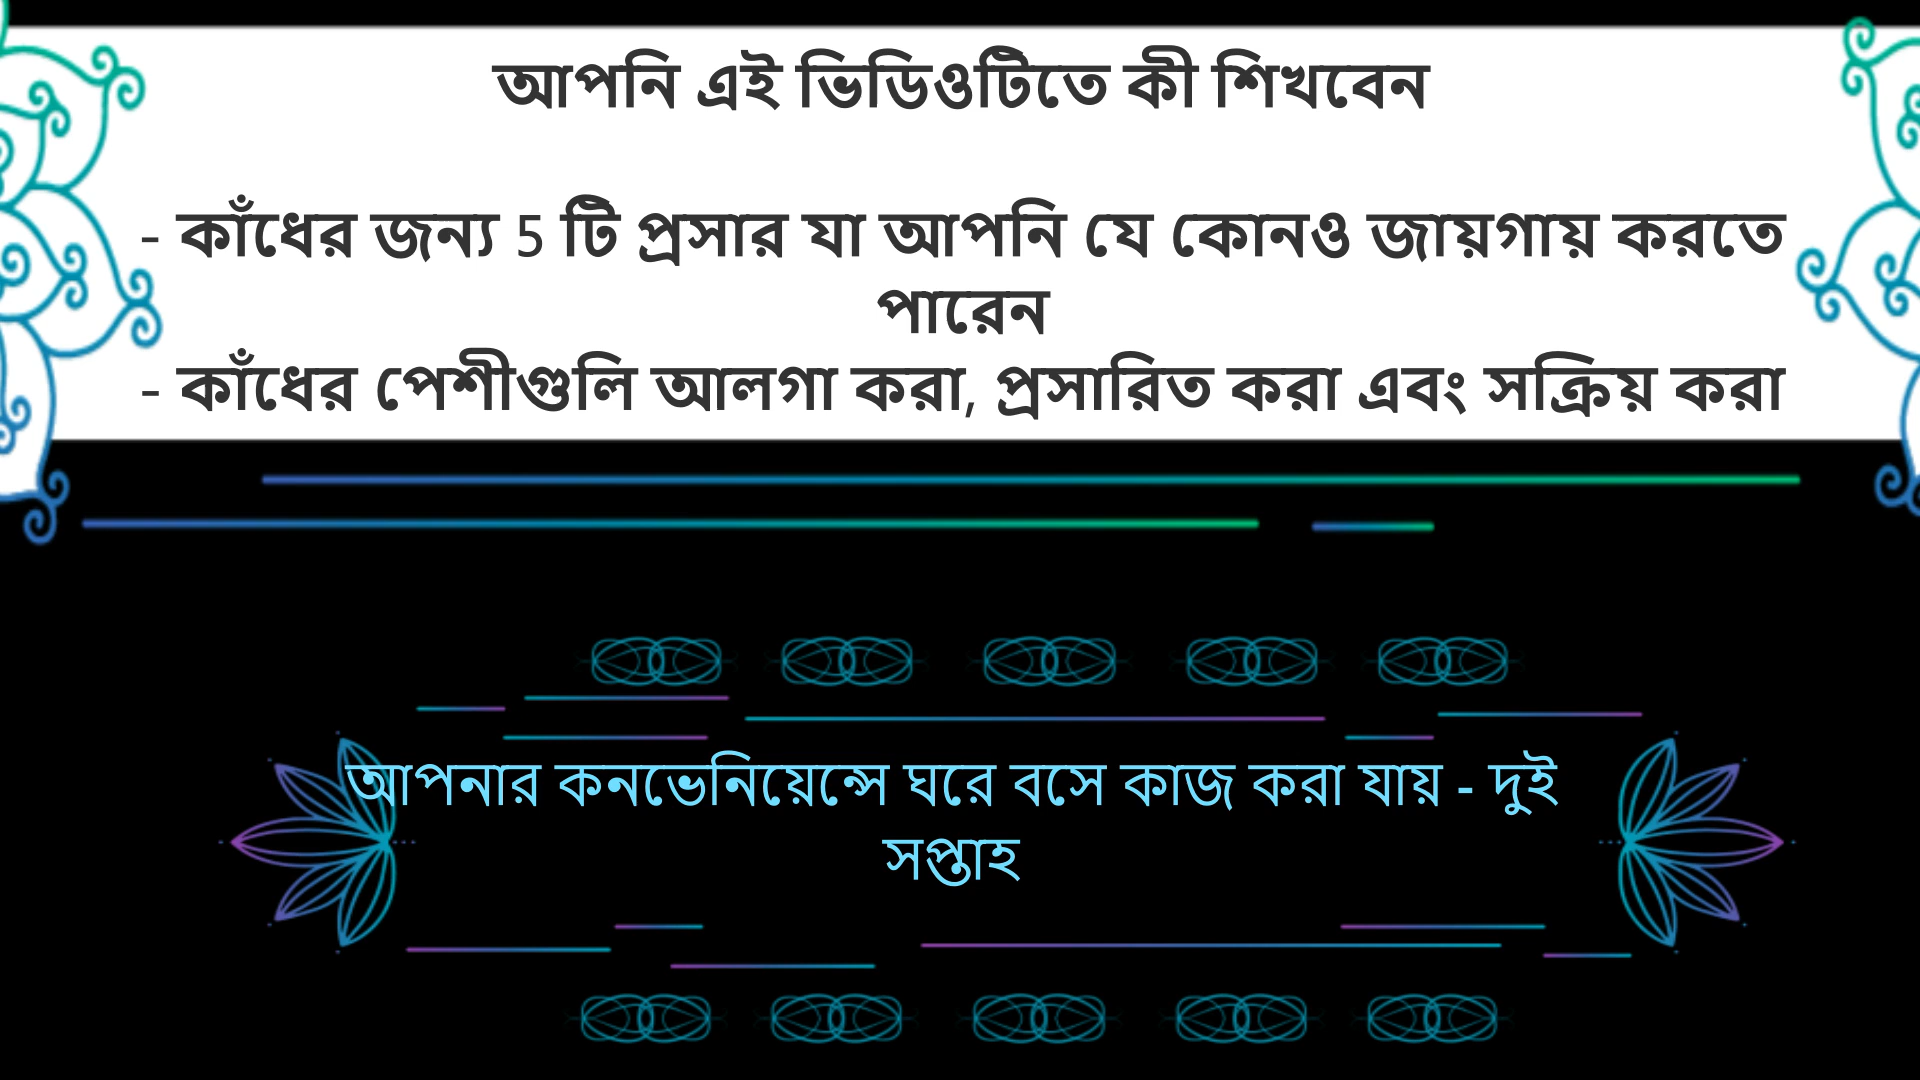 আপনি এই ভিডিওটিতে কী শিখবেন
- কাঁধের জন্য 5 টি প্রসার যা আপনি যে কোনও জায়গায় করতে
পারেন
- কাঁধের পেশীগুলি আলগা করা, প্রসারিত করা এবং সক্রিয় করা
আপনার কনভেনিয়েন্সে ঘরে বসে কাজ করা যায় - দুই
সপ্তাহ